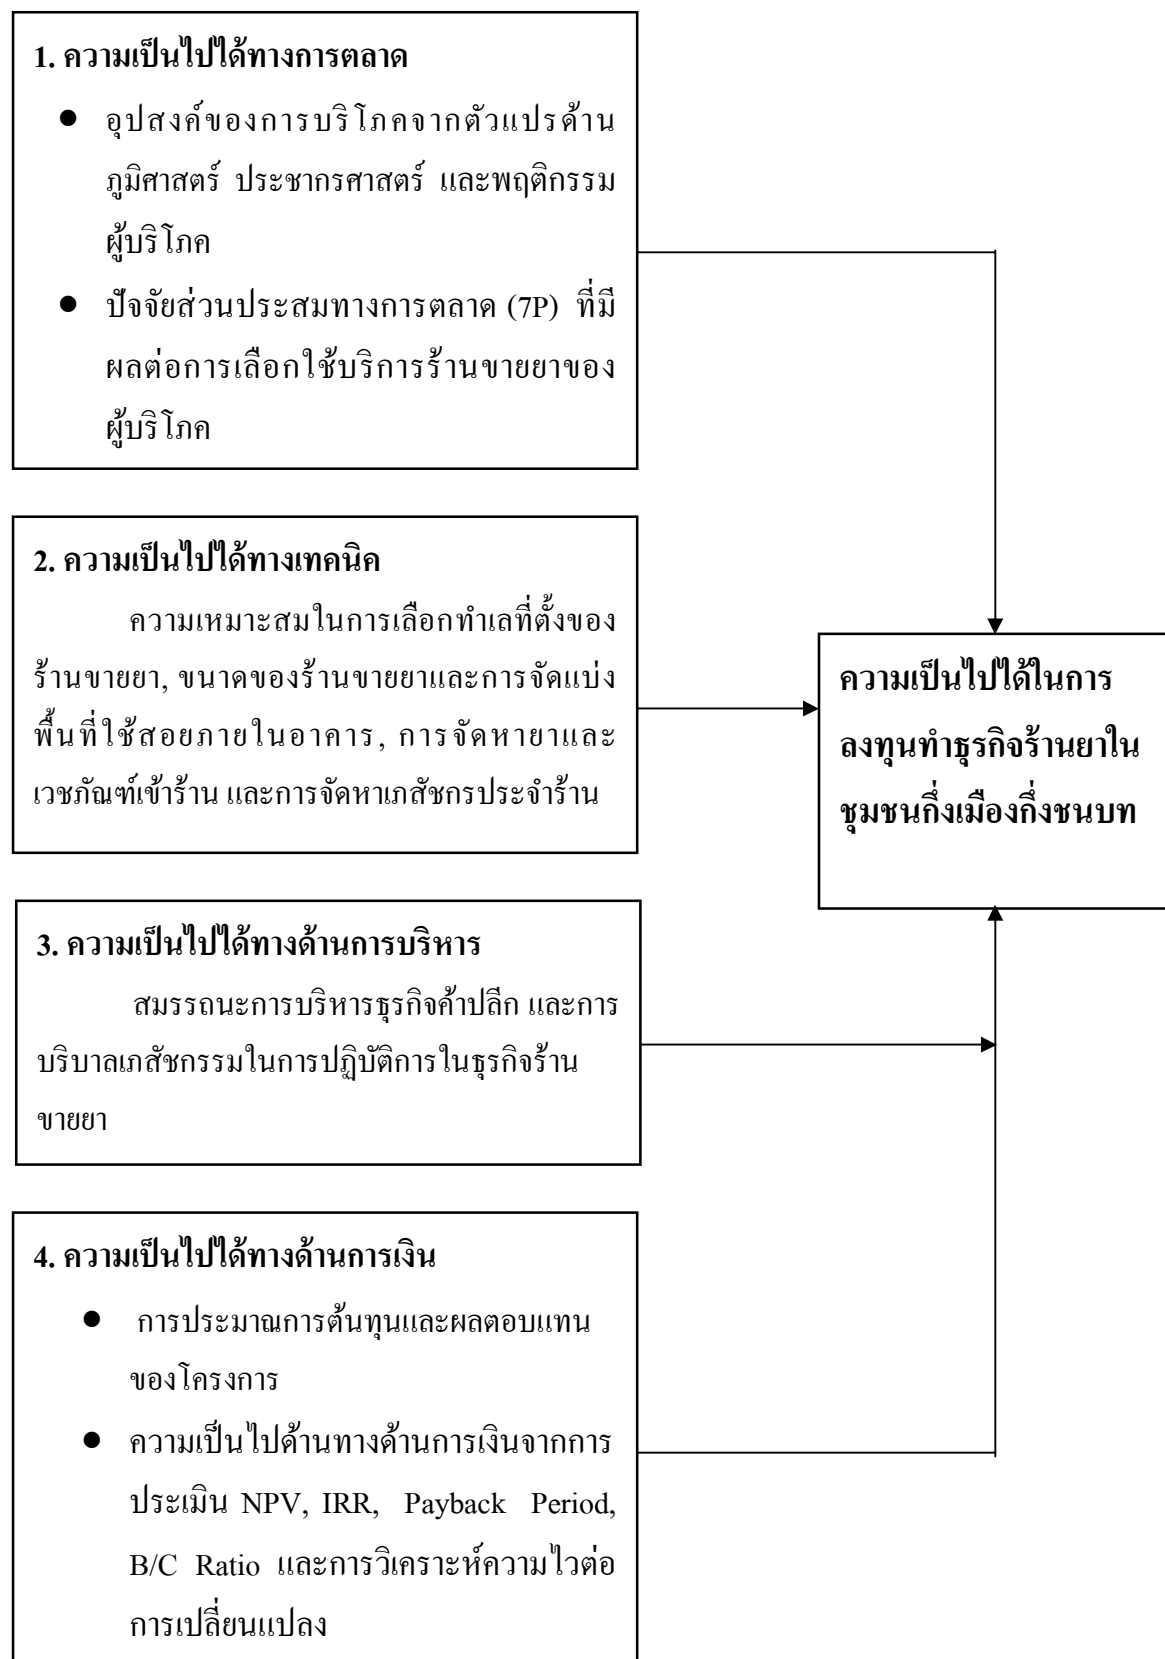 1. ความเป็นไปได้ทางการตลาด
● อุปสงค์ของการบริโภคจากตัวแปรด้าน
ภูมิศาสตร์ ประชากรศาสตร์ และพฤติกรรม
ผู้บริโภค
● ปัจจัยส่วนประสมทางการตลาด (7P) ที่มี
ผลต่อการเลือกใช้บริการร้านขายยาของ
ผู้บริโภค
2. ความเป็นไปได้ทางเทคนิค
ความเหมาะสมในการเลือกทำเลที่ตั้งของ
ร้านขายยา, ขนาดของร้านขายยาและการจัดแบ่ง
พื้นที่ใช้สอยภายในอาคาร, การจัดหายาและ
เวชภัณฑ์เข้าร้าน และการจัดหาเภสัชกรประจำร้าน
ความเป็นไปได้ในการ
ลงทุนทำธุรกิจร้านยาใน
ชุมชนกึ่งเมืองกึ่งชนบท
3. ความเป็นไปได้ทางด้านการบริหาร
สมรรถนะการบริหารธุรกิจค้าปลีก และการ
บริบาลเภสัชกรรมในการปฏิบัติการในธุรกิจร้าน
ขายยา
4. ความเป็นไปได้ทางด้านการเงิน
● การประมาณการต้นทุนและผลตอบแทน
ของโครงการ
● ความเป็นไปด้านทางด้านการเงินจากการ
ประเมิน NPV, IRR, Payback Period,
B/C Ratio และการวิเคราะห์ความไวต่อ
การเปลี่ยนแปลง